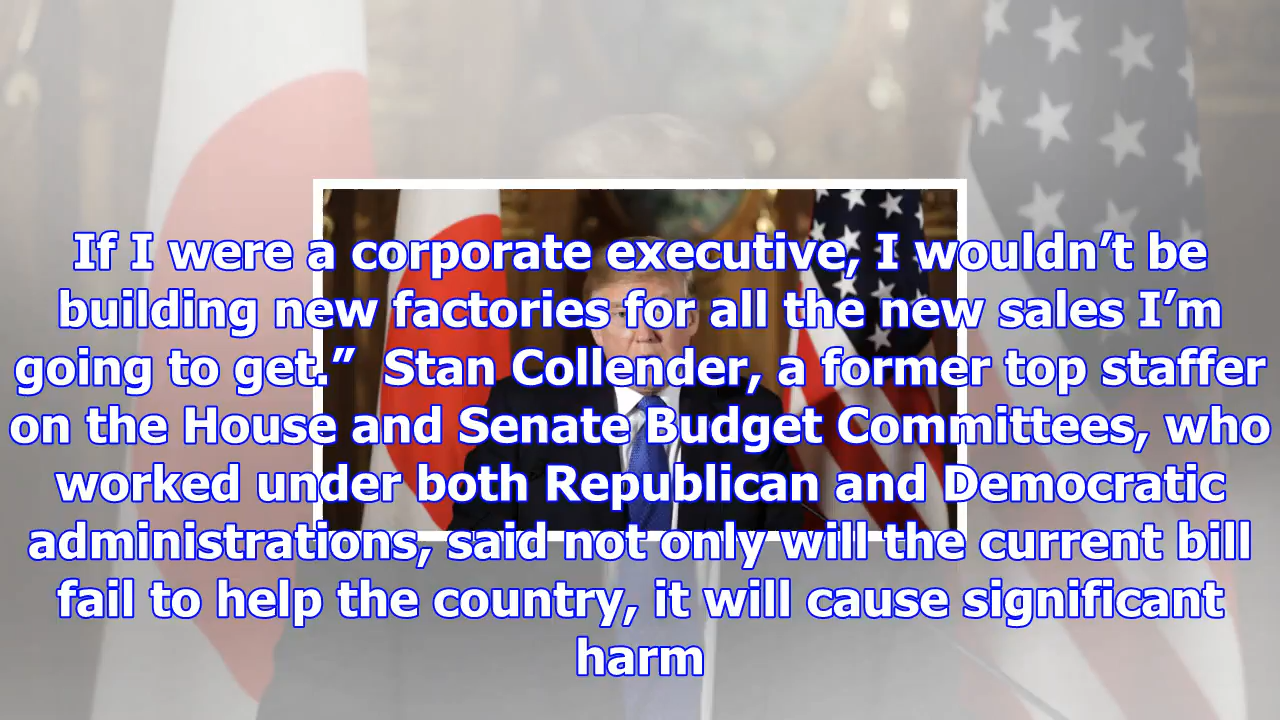 If I were a corporate executive, I wouldn’t be
building new factories for all the new sales I’m
going to get.”  Stan Collender, a former top staffer
on the House and Senate Budget Committees, who
worked under both Republican and Democratic
administrations, said not only will the current bill
fail to help the country, it will cause significant
harm